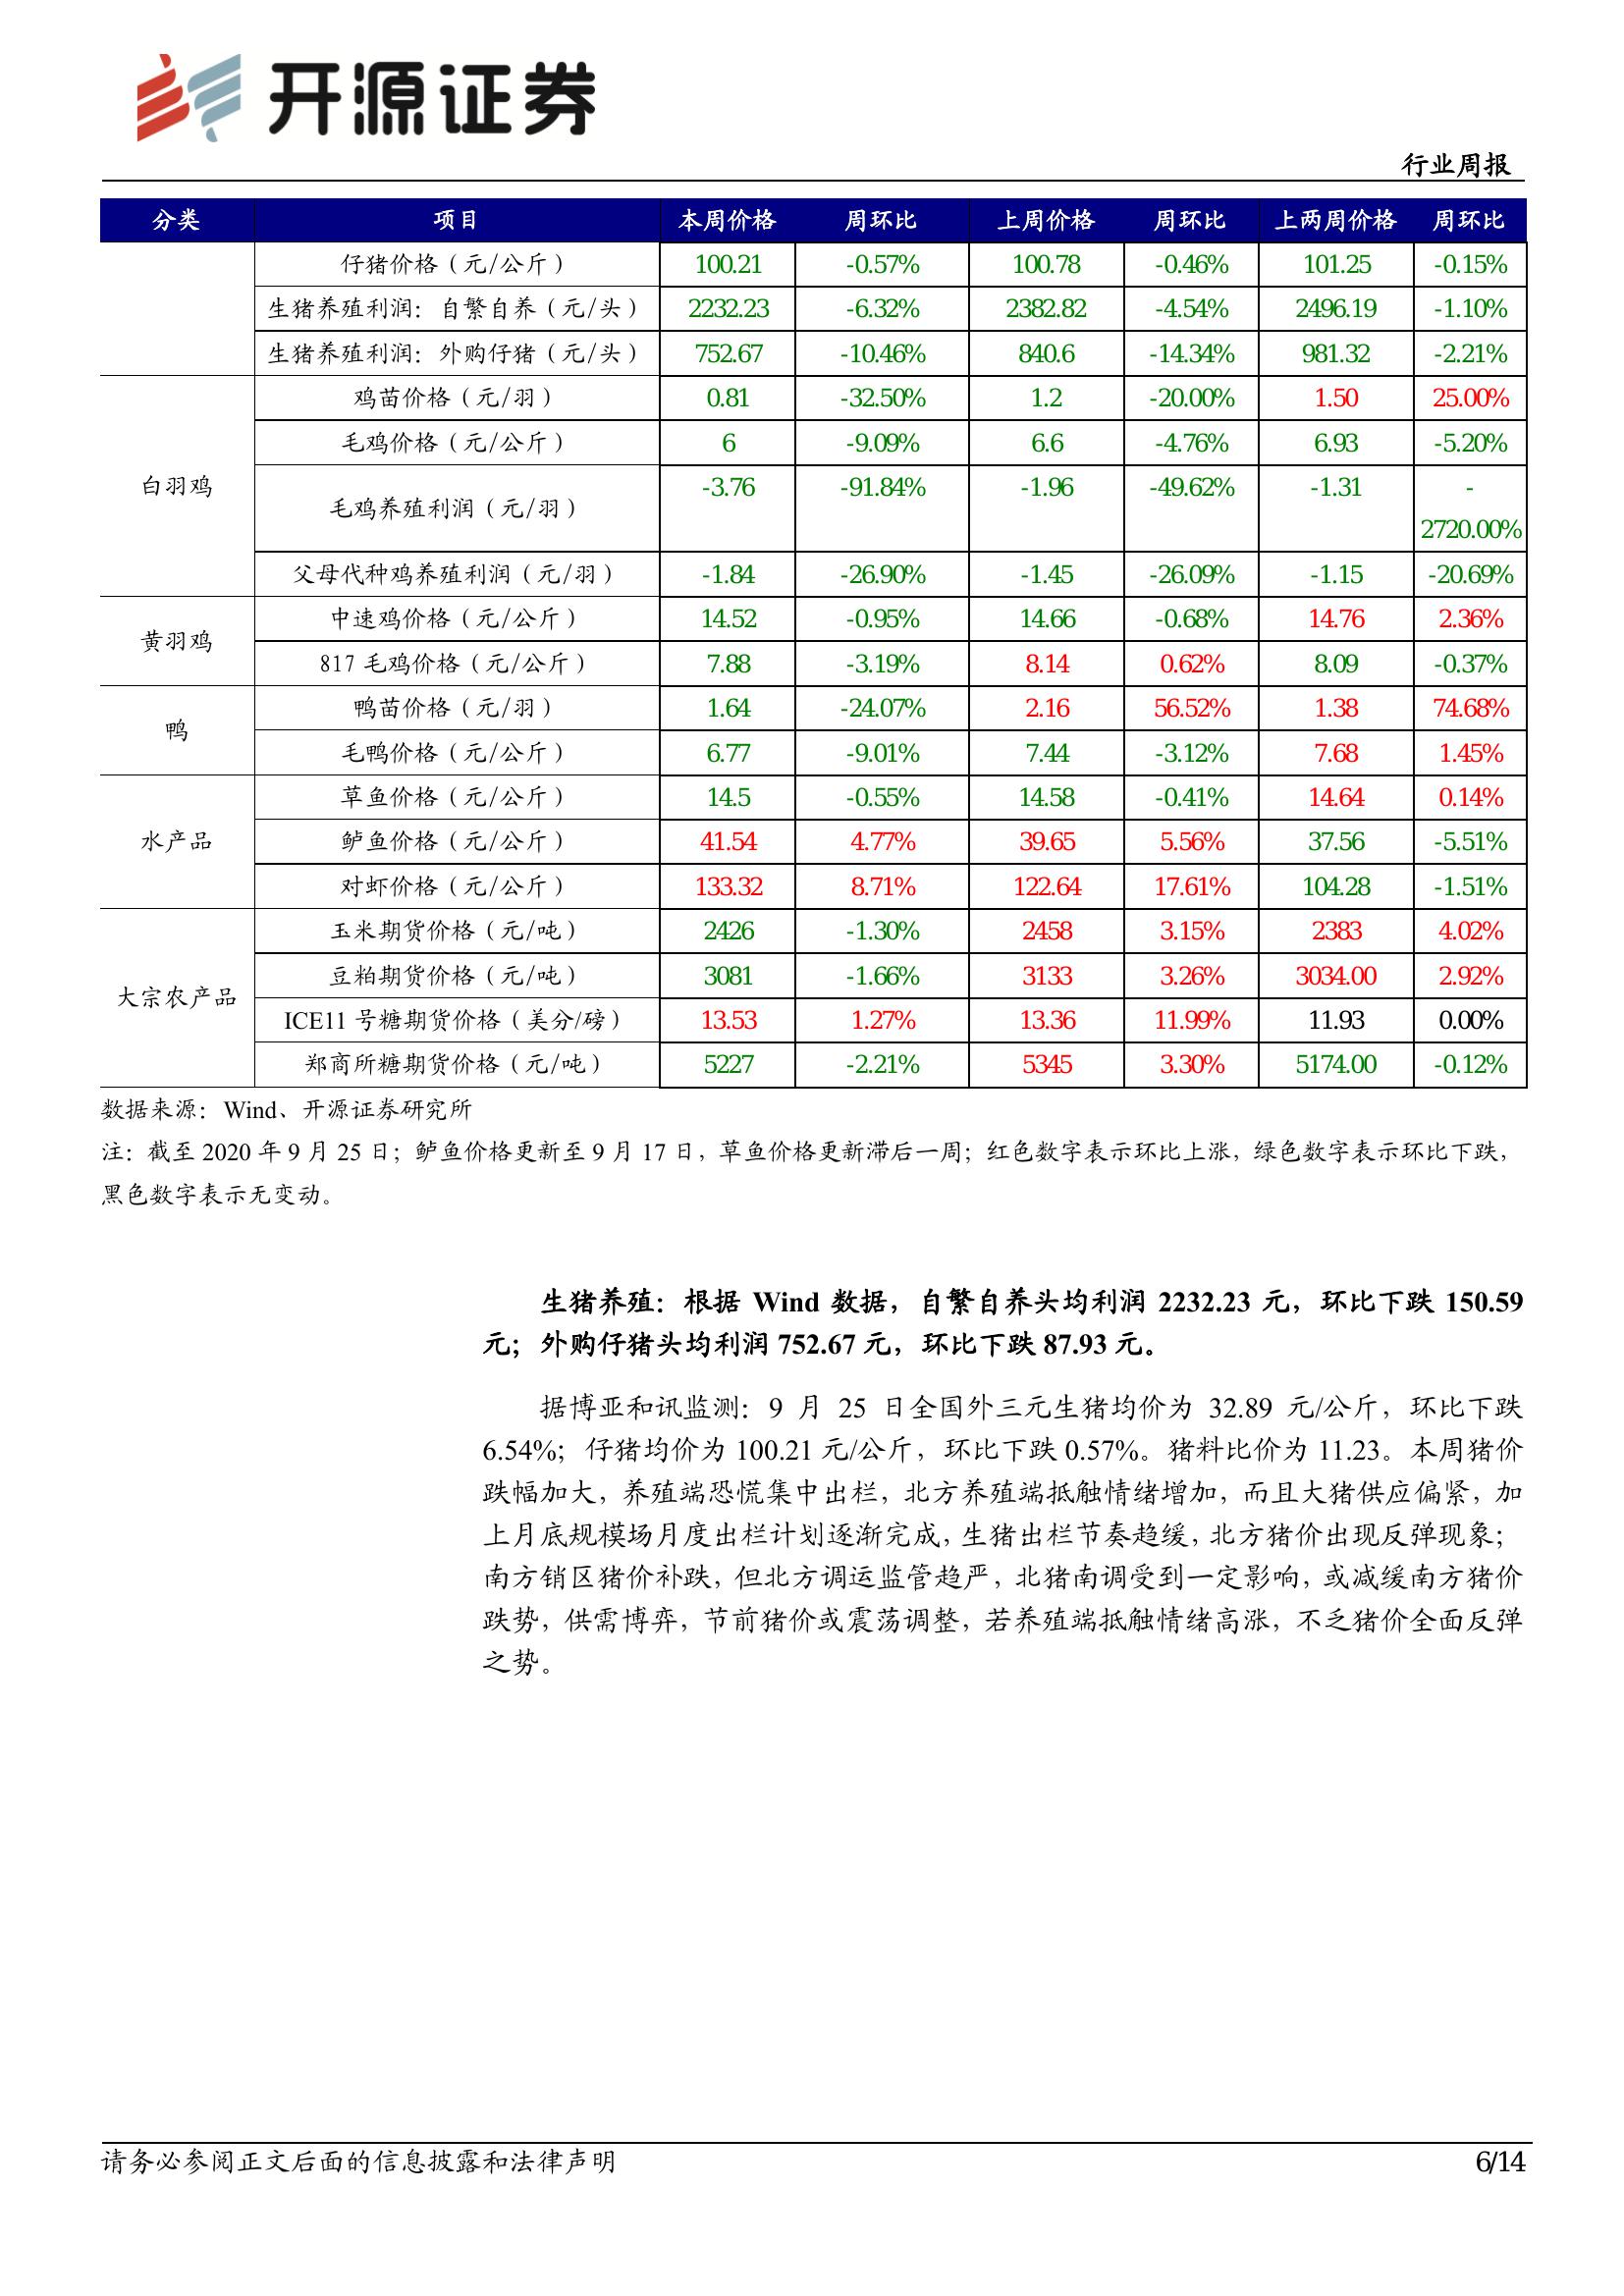 开源证券
行业周报
分类 项目 本周价格 周环比 上周价格 周环比 上两周价格 周环比
仔猪价格（元/公斤） 100.21 -0.57% 100.78 -0.46% 101.25 -0.15%
生猪养殖利润：自繁自养（元/头） 2232.23 -6.32% 2382.82 -4.54% 2496.19 -1.10%
生猪养殖利润：外购仔猪（元/头） 752.67 -10.46% 840.6 -14.34% 981.32 -2.21%
白羽鸡 鸡苗价格（元/羽） 0.81 -32.50% 1.2 -20.00% 1.50 25.00%
毛鸡价格（元/公斤） 6 -9.09% 6.6 -4.76% 6.93 -5.20%
毛鸡养殖利润（元/羽） -3.76 -91.84% -1.96 -49.62% -1.31 -
2720.00%
父母代种鸡养殖利润（元/羽） -1.84 -26.90% -1.45 -26.09% -1.15 -20.69%
黄羽鸡 中速鸡价格（元/公斤） 14.52 -0.95% 14.66 -0.68% 14.76 2.36%
817 毛鸡价格（元/公斤） 7.88 -3.19% 8.14 0.62% 8.09 -0.37%
鸭 鸭苗价格（元/羽） 1.64 -24.07% 2.16 56.52% 1.38 74.68%
毛鸭价格（元/公斤） 6.77 -9.01% 7.44 -3.12% 7.68 1.45%
水产品 草鱼价格（元/公斤） 14.5 -0.55% 14.58 -0.41% 14.64 0.14%
鲈鱼价格（元/公斤） 41.54 4.77% 39.65 5.56% 37.56 -5.51%
对虾价格（元/公斤） 133.32 8.71% 122.64 17.61% 104.28 -1.51%
大宗农产品 玉米期货价格（元/吨） 2426 -1.30% 2458 3.15% 2383 4.02%
豆粕期货价格（元/吨） 3081 -1.66% 3133 3.26% 3034.00 2.92%
ICE11 号糖期货价格（美分/磅） 13.53 1.27% 13.36 11.99% 11.93 0.00%
郑商所糖期货价格（元/吨） 5227 -2.21% 5345 3.30% 5174.00 -0.12%
数据来源：Wind、开源证券研究所
注：截至 2020 年 9 月 25 日；鲈鱼价格更新至 9 月 17 日，草鱼价格更新滞后一周；红色数字表示环比上涨，绿色数字表示环比下跌，
黑色数字表示无变动。
生猪养殖：根据 Wind 数据，自繁自养头均利润 2232.23 元，环比下跌 150.59
元；外购仔猪头均利润 752.67 元，环比下跌 87.93 元。
据博亚和讯监测：9 月 25 日全国外三元生猪均价为 32.89 元/公斤，环比下跌
6.54%；仔猪均价为 100.21 元/公斤，环比下跌 0.57%。猪料比价为 11.23。本周猪价
跌幅加大，养殖端恐慌集中出栏，北方养殖端抵触情绪增加，而且大猪供应偏紧，加
上月底规模场月度出栏计划逐渐完成，生猪出栏节奏趋缓，北方猪价出现反弹现象；
南方销区猪价补跌，但北方调运监管趋严，北猪南调受到一定影响，或减缓南方猪价
跌势，供需博弈，节前猪价或震荡调整，若养殖端抵触情绪高涨，不乏猪价全面反弹
之势。
请务必参阅正文后面的信息披露和法律声明 6/14